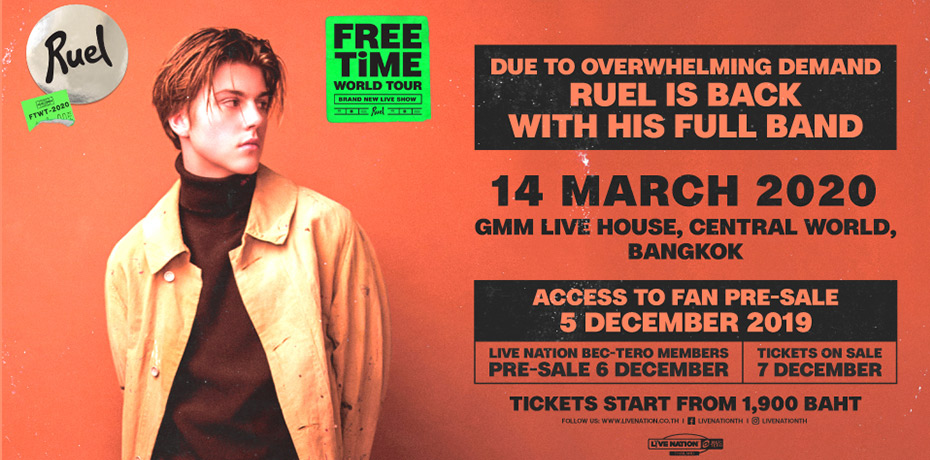 Ruel
FTWT-2020
FREE
TiME
WORLD TOUR
BRAND NEW LIVE SHOW
Ruel
DUE TO OVERWHELMING DEMAND
RUEL IS BACK
WITH HIS FULL BAND
14 MARCH 2020
GMM LIVE HOUSE, CENTRAL WORLD,
BANGKOK
ACCESS TO FAN PRE-SALE
5 DECEMBER 2019
LIVE NATION BEC-TERO MEMBERS
PRE-SALE 6 DECEMBER
TICKETS ON SALE
7 DECEMBER
TICKETS START FROM 1,900 BAHT
FOLLOW US: WWW.LIVENATION.CO.TH | LIVENATIONTH | LIVENATIONTH
LIVE NATION